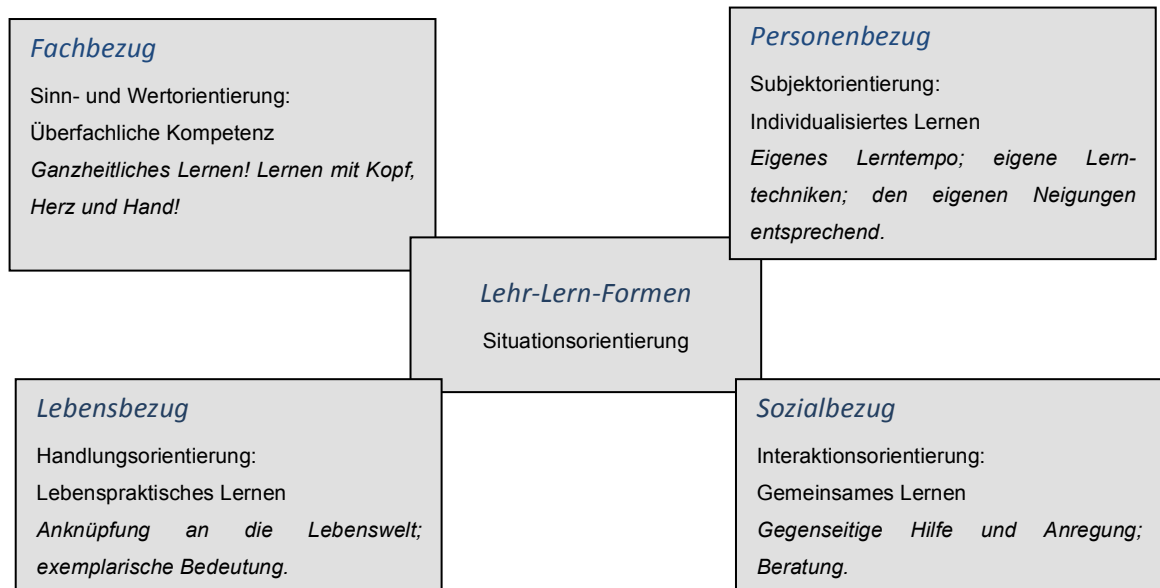 Fachbezug
Sinn- und Wertorientierung:
Überfachliche Kompetenz
Ganzheitliches Lernen! Lernen mit Kopf,
Herz und Hand!
Personenbezug
Subjektorientierung:
Individualisiertes Lernen
Eigenes Lerntempo; eigene Lern-
techniken; den eigenen Neigungen
entsprechend.
Lehr-Lern-Formen
Situationsorientierung
Lebensbezug
Handlungsorientierung:
Lebenspraktisches Lernen
Anknüpfung an die Lebenswelt;
exemplarische Bedeutung.
Sozialbezug
Interaktionsorientierung:
Gemeinsames Lernen
Gegenseitige Hilfe und Anregung;
Beratung.